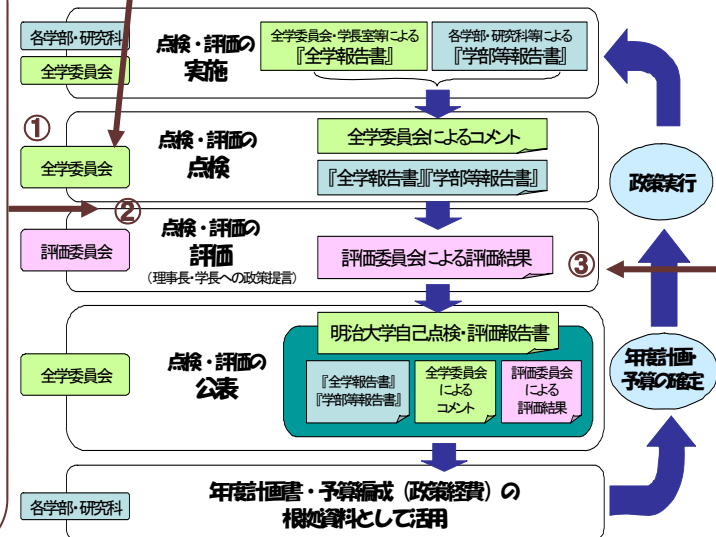 各学部・研究科
全学委員会
点検・評価の
実施
全学委員会・学長室等による
『全学報告書』
各学部・研究科等による
『学部等報告書』
①
全学委員会
点検・評価の
点検
全学委員会によるコメント
『全学報告書』『学部等報告書』
政策実行
②
評価委員会
点検・評価の
評価
(理事長・学長への政策提言)
評価委員会による評価結果
③
全学委員会
点検・評価の
公表
明治大学自己点検・評価報告書
『全学報告書』
『学部等報告書』
全学委員会
による
コメント
評価委員会
による
評価結果
年度計画・
予算の確定
各学部・研究科
年度計画書・予算編成（政策経費）の
根拠資料として活用